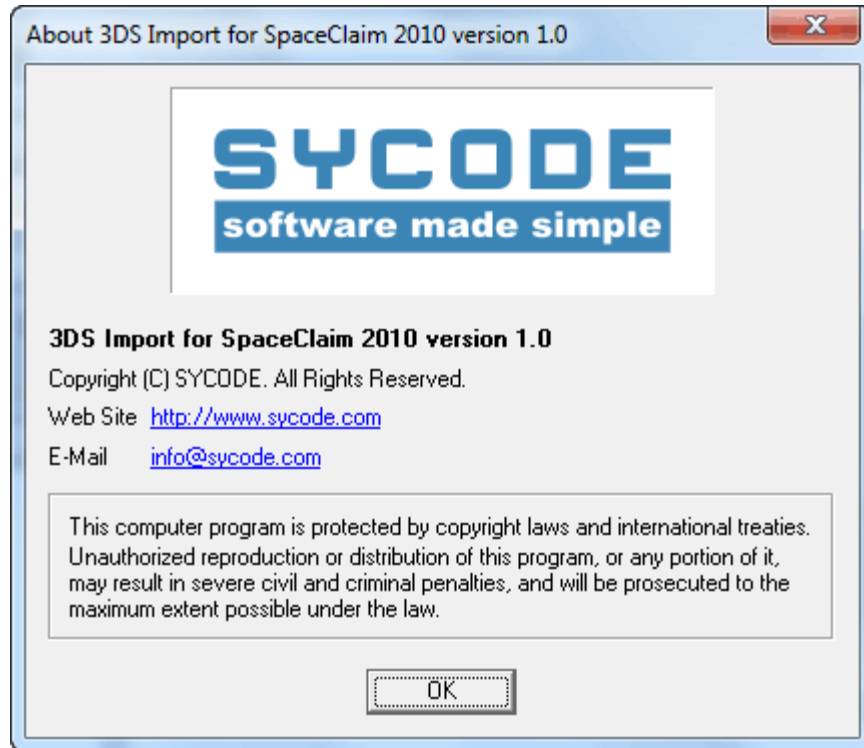 About 3DS Import for SpaceClaim 2010 version 1.0
SYCODE
software made simple
3DS Import for SpaceClaim 2010 version 1.0
Copyright (C) SYCODE. All Rights Reserved.
Web Site http://www.sycode.com
E-Mail info@sycode.com
This computer program is protected by copyright laws and international treaties.
Unauthorized reproduction or distribution of this program, or any portion of it,
may result in severe civil and criminal penalties, and will be prosecuted to the
maximum extent possible under the law.
OK